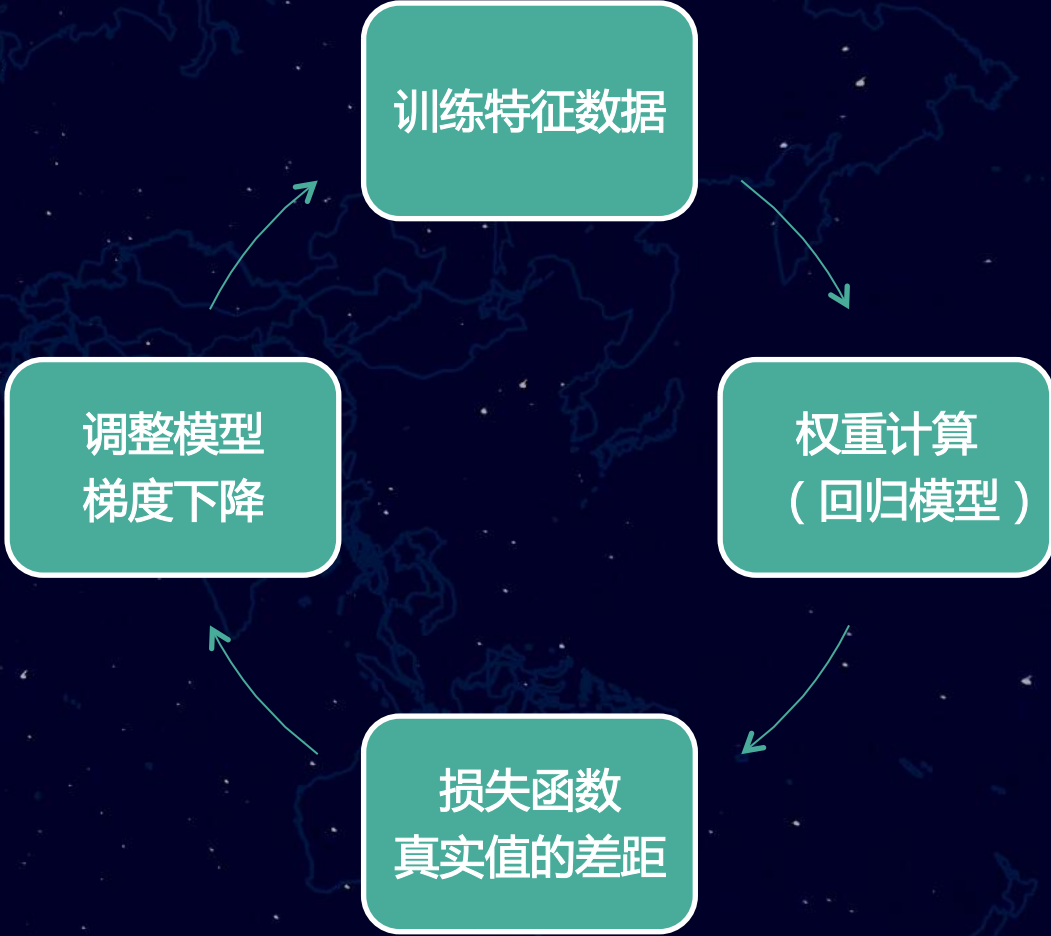 训练特征数据
调整模型
梯度下降
权重计算
（回归模型）
损失函数
真实值的差距